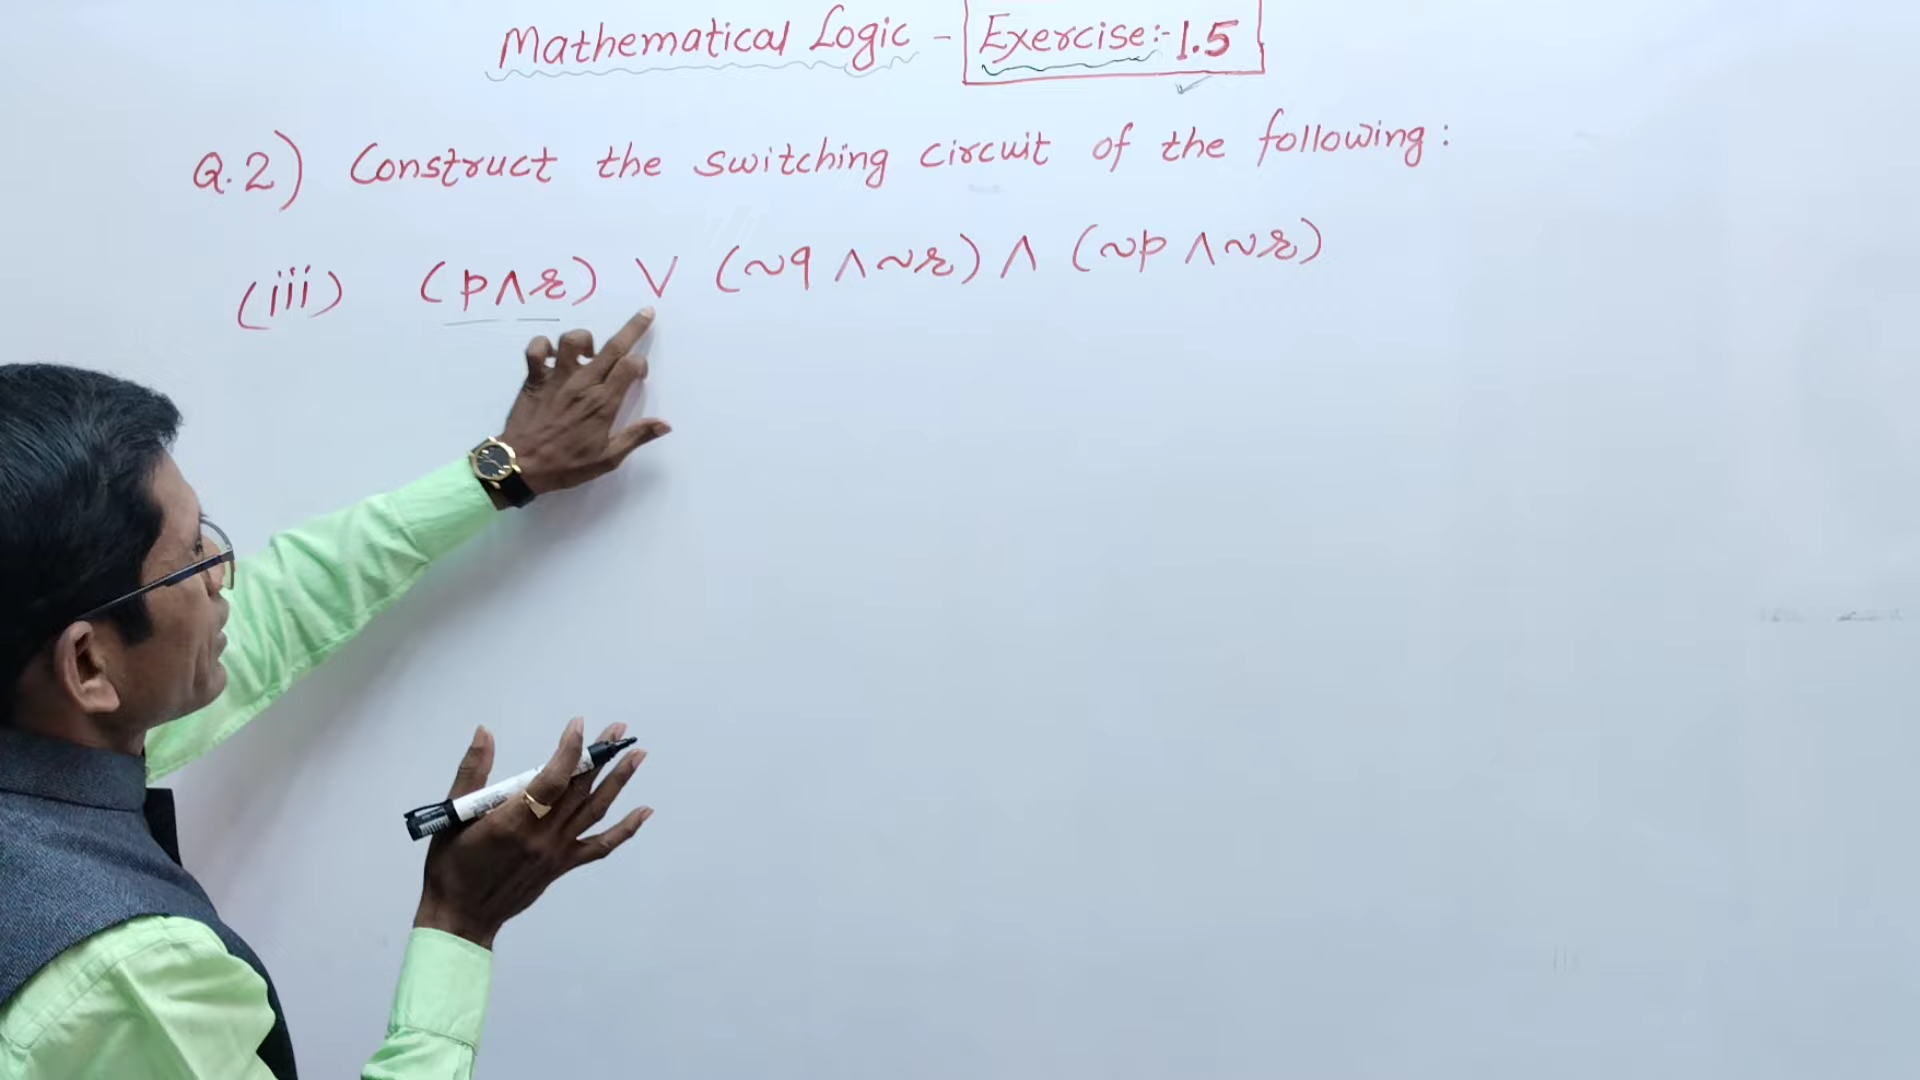 Mathematical Logic - Exercise:- 1.5
Q.2) Construct the switching circuit of the following:
(iii) (p∧r) ∨ (~q ∧ ~r) ∧ (~p ∧ ~r)